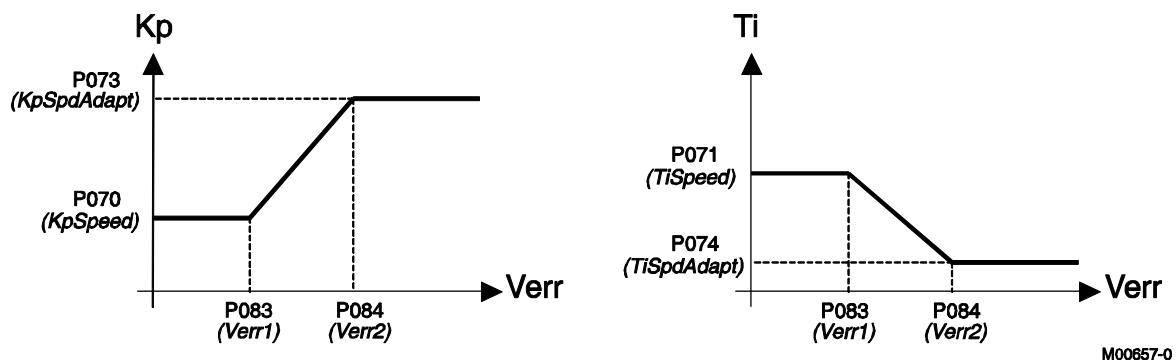 Kp
P073
(KpSpdAdapt)
P070
(KpSpeed)
P083
(Verr1)
P084
(Verr2)
Verr
Ti
P071
(TiSpeed)
P074
(TiSpdAdapt)
P083
(Verr1)
P084
(Verr2)
Verr
M00657-0